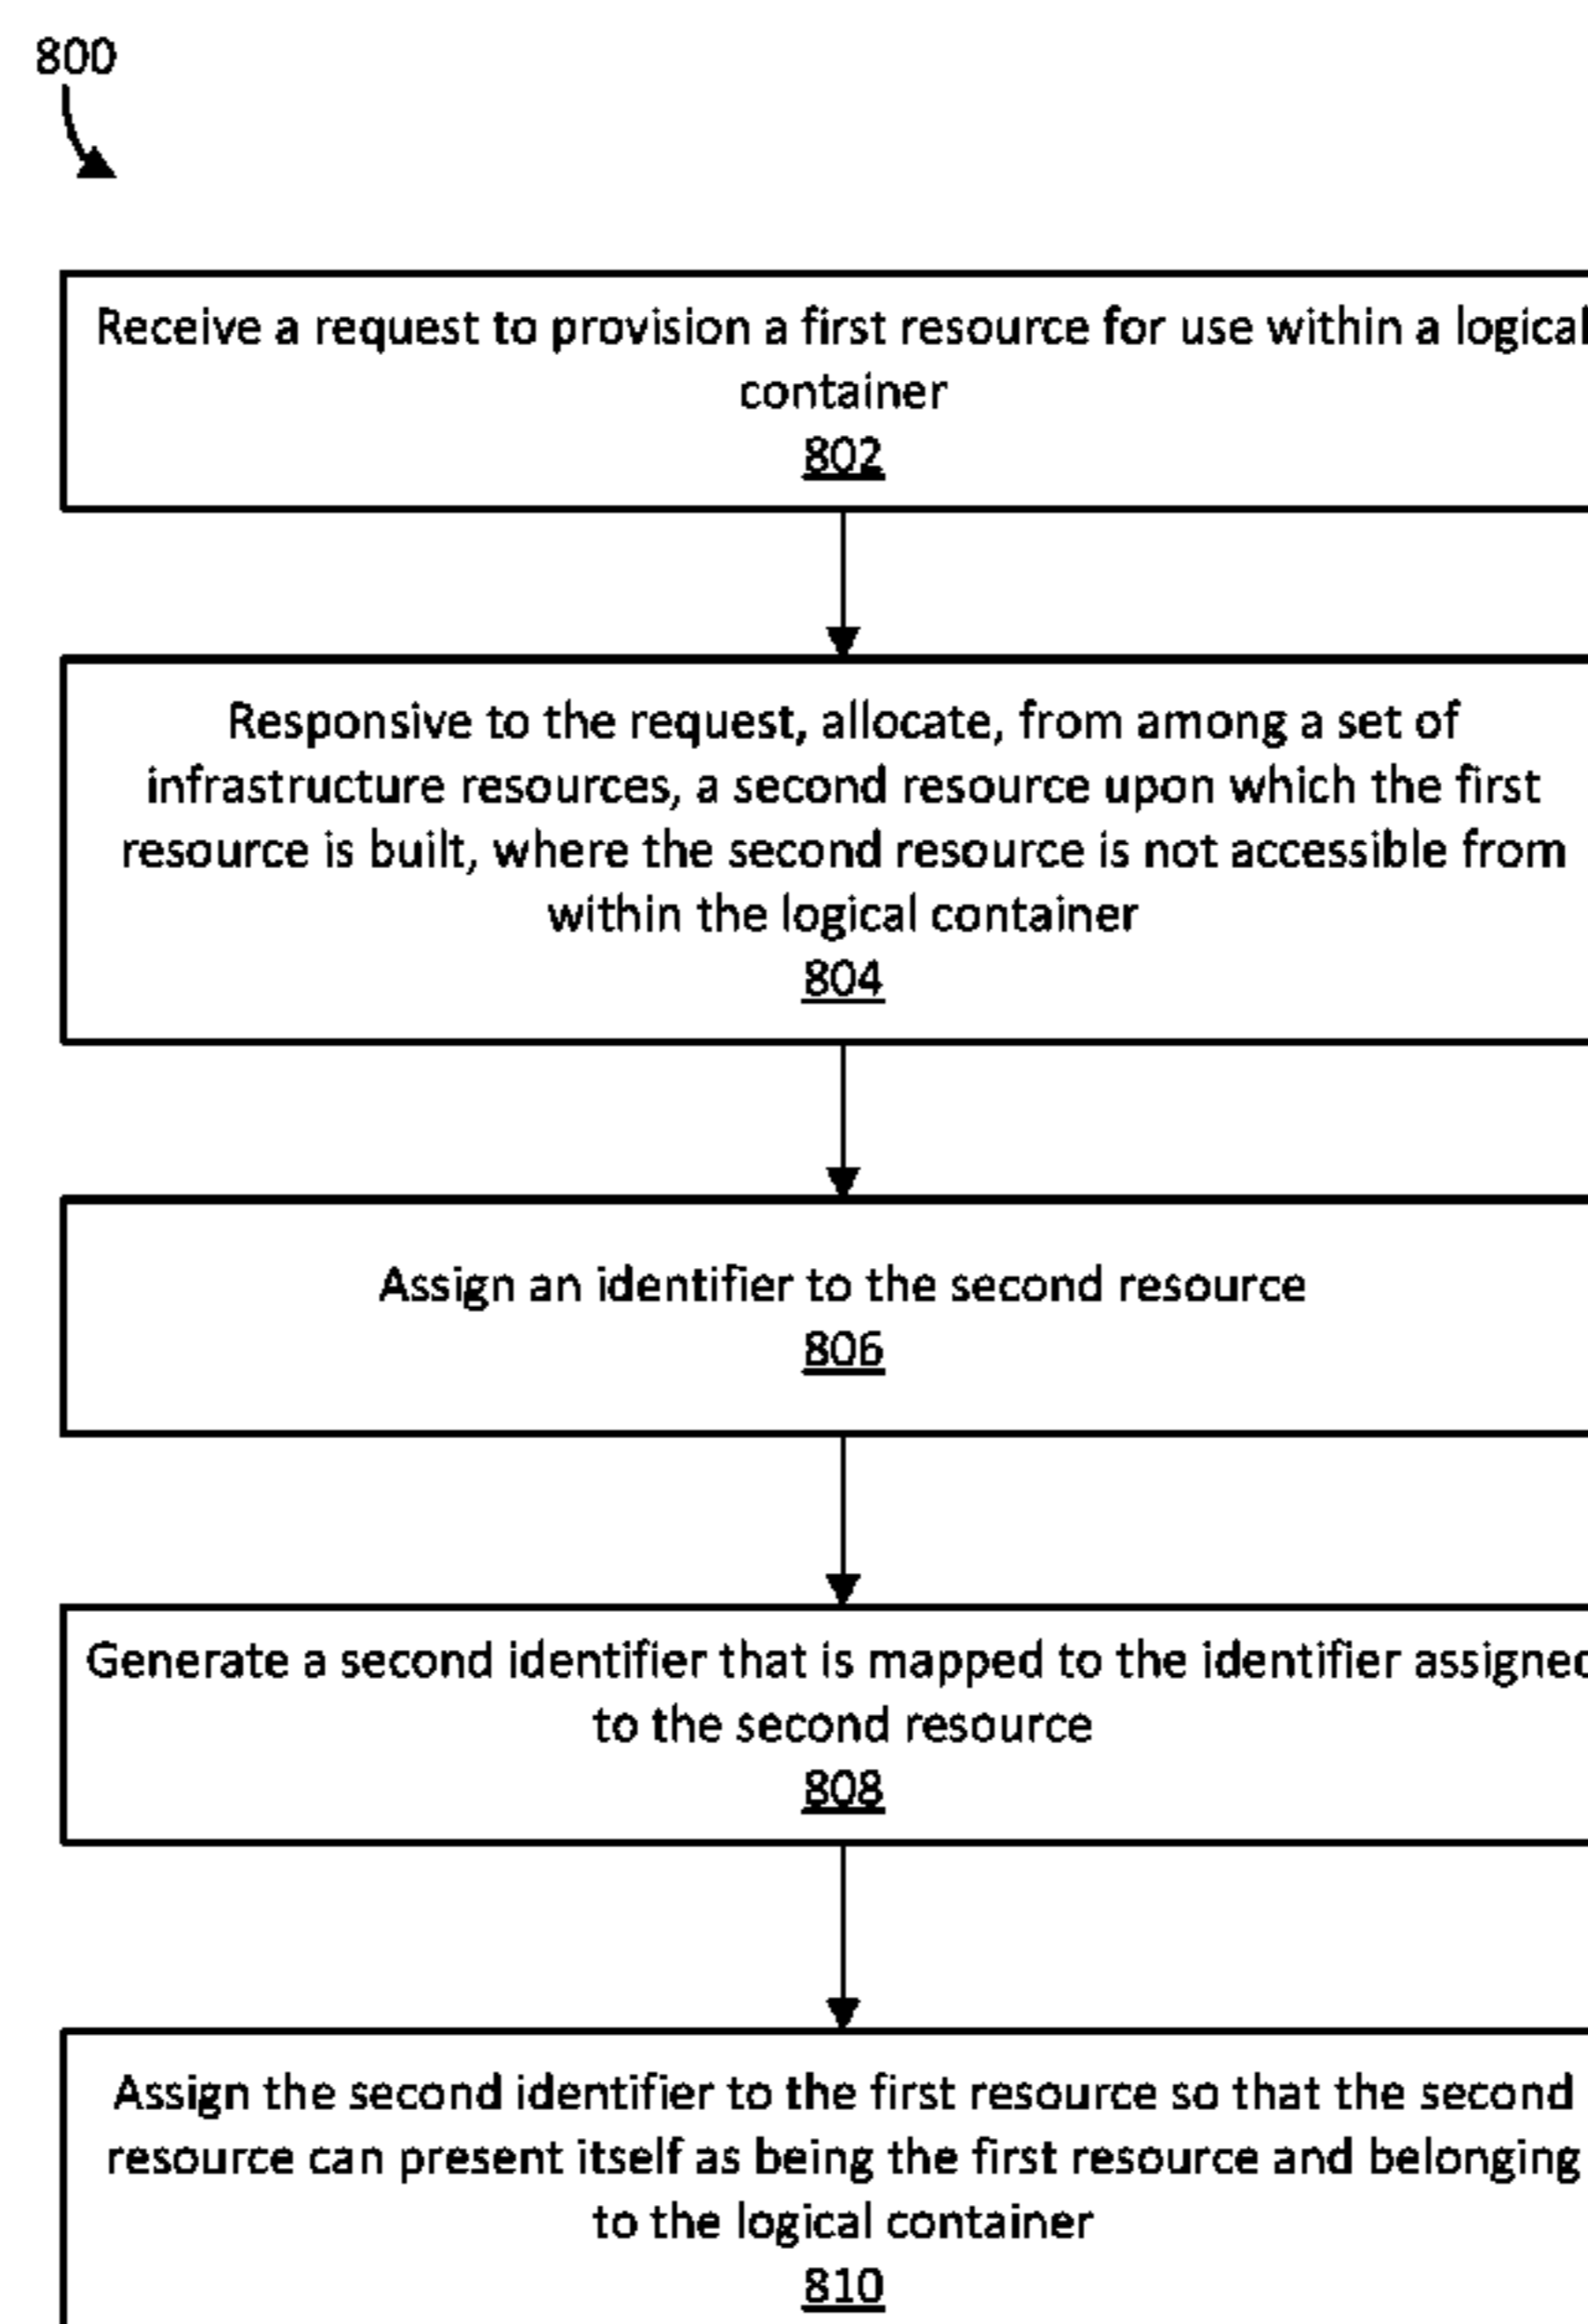 800
Receive a request to provision a first resource for use within a logical
container
802
Responsive to the request, allocate, from among a set of
infrastructure resources, a second resource upon which the first
resource is built, where the second resource is not accessible from
within the logical container
804
Assign an identifier to the second resource
806
Generate a second identifier that is mapped to the identifier assigned
to the second resource
808
Assign the second identifier to the first resource so that the second
resource can present itself as being the first resource and belonging
to the logical container
810